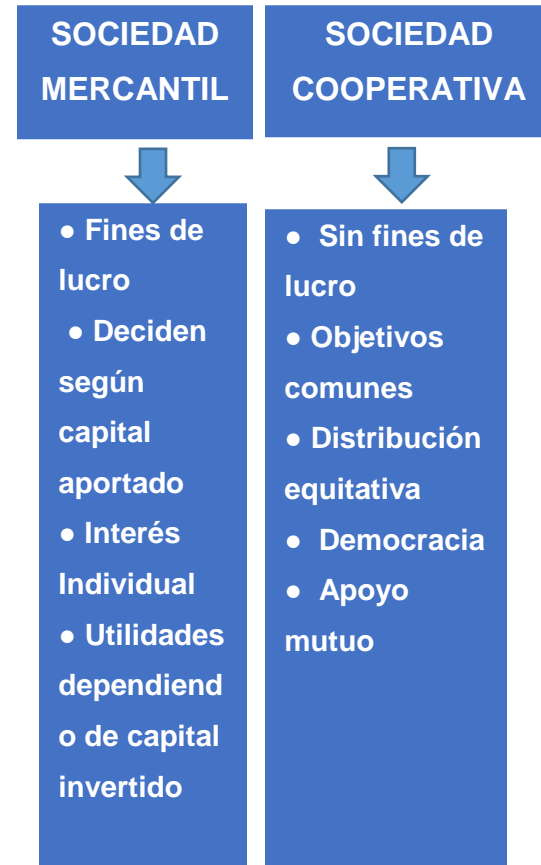 SOCIEDAD
MERCANTIL
SOCIEDAD
COOPERATIVA
● Fines de
lucro
● Deciden
según
capital
aportado
● Interés
Individual
● Utilidades
dependiend
o de capital
invertido
● Sin fines de
lucro
● Objetivos
comunes
● Distribución
equitativa
● Democracia
● Apoyo
mutuo